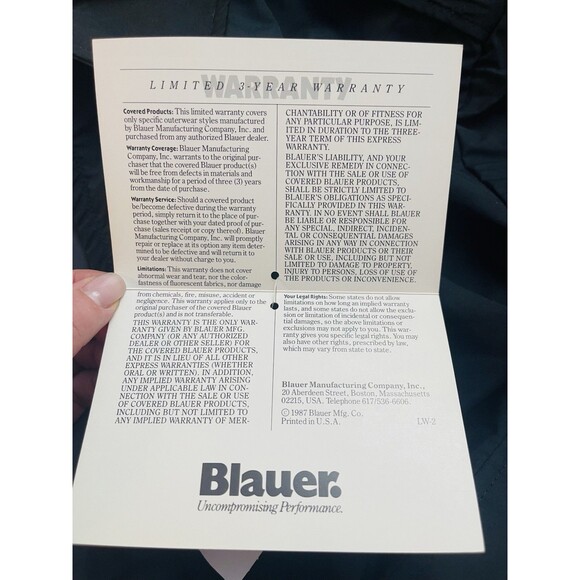 WARRANTY
LIMITED 3-YEAR WARRANTY
Covered Products: This limited warranty covers
only specific outerwear styles manufactured
by Blauer Manufacturing Company, Inc. and
purchased from any authorized Blauer dealer.
Warranty Coverage: Blauer Manufacturing
Company, Inc. warrants to the original pur-
chaser that the covered Blauer product(s)
will be free from defects in materials and
workmanship for a period of three (3) years
from the date of purchase.
Warranty Service: Should a covered product
be/become defective during the warranty
period, simply return it to the place of pur-
chase together with your dated proof of pur-
chase (sales receipt or copy thereof). Blauer
Manufacturing Company, Inc. will promptly
repair or replace at its option any item deter-
mined to be defective and will return it to
your dealer without delay.
Limitations: This warranty does not cover
abnormal wear and tear, nor the color-
fastness of fluorescent fabrics, nor damage
from chemicals, fire, misuse, accident or
negligence. This warranty applies only to the
original purchaser of the covered Blauer
product(s) and is not transferable.
THIS WARRANTY IS THE ONLY WAR-
RANTY GIVEN BY BLAUER MFG.
COMPANY (OR ANY AUTHORIZED
DEALER OR OTHER SELLER) FOR
THE COVERED BLAUER PRODUCTS,
AND IT IS IN LIEU OF ALL OTHER
EXPRESS WARRANTIES (WHETHER
ORAL OR WRITTEN). IN ADDITION,
ANY IMPLIED WARRANTY ARISING
UNDER APPLICABLE LAW IN CON-
NECTION WITH THE SALE OR USE
OF COVERED BLAUER PRODUCTS,
INCLUDING BUT NOT LIMITED TO
ANY IMPLIED WARRANTY OF MER-
CHANTABILITY OR OF FITNESS FOR
ANY PARTICULAR PURPOSE, IS LIM-
ITED IN DURATION TO THE THREE-
YEAR TERM OF THIS EXPRESS
WARRANTY.
BLAUER'S LIABILITY, AND YOUR
EXCLUSIVE REMEDY IN CONNEC-
TION WITH THE SALE OR USE OF
COVERED BLAUER PRODUCTS,
SHALL BE STRICTLY LIMITED TO
BLAUER'S OBLIGATIONS AS SPECI-
FICALLY PROVIDED IN THIS WAR-
RANTY. IN NO EVENT SHALL BLAUER
BE LIABLE OR RESPONSIBLE FOR
ANY SPECIAL, INDIRECT, INCIDEN-
TAL OR CONSEQUENTIAL DAMAGES
ARISING IN ANY WAY IN CONNECTION
WITH BLAUER PRODUCTS OR THEIR
SALE OR USE, INCLUDING BUT NOT
LIMITED TO DAMAGE TO PROPERTY,
INJURY TO PERSONS, LOSS OF USE OF
THE PRODUCTS OR INCONVENIENCE.
Your Legal Rights: Some states do not allow
limitations on how long an implied warranty
lasts, and some states do not allow the exclu-
sion or limitation of incidental or consequen-
tial damages, so the above limitations or
exclusions may not apply to you. This war-
ranty gives you specific legal rights. You may
also have other rights, prescribed by law,
which may vary from state to state.
Blauer Manufacturing Company, Inc.,
20 Aberdeen Street, Boston, Massachusetts
02215, USA. Telephone 617/536-6606.
© 1987 Blauer Mfg. Co.
Printed in U.S.A. LW-2
Blauer.
Uncompromising Performance.